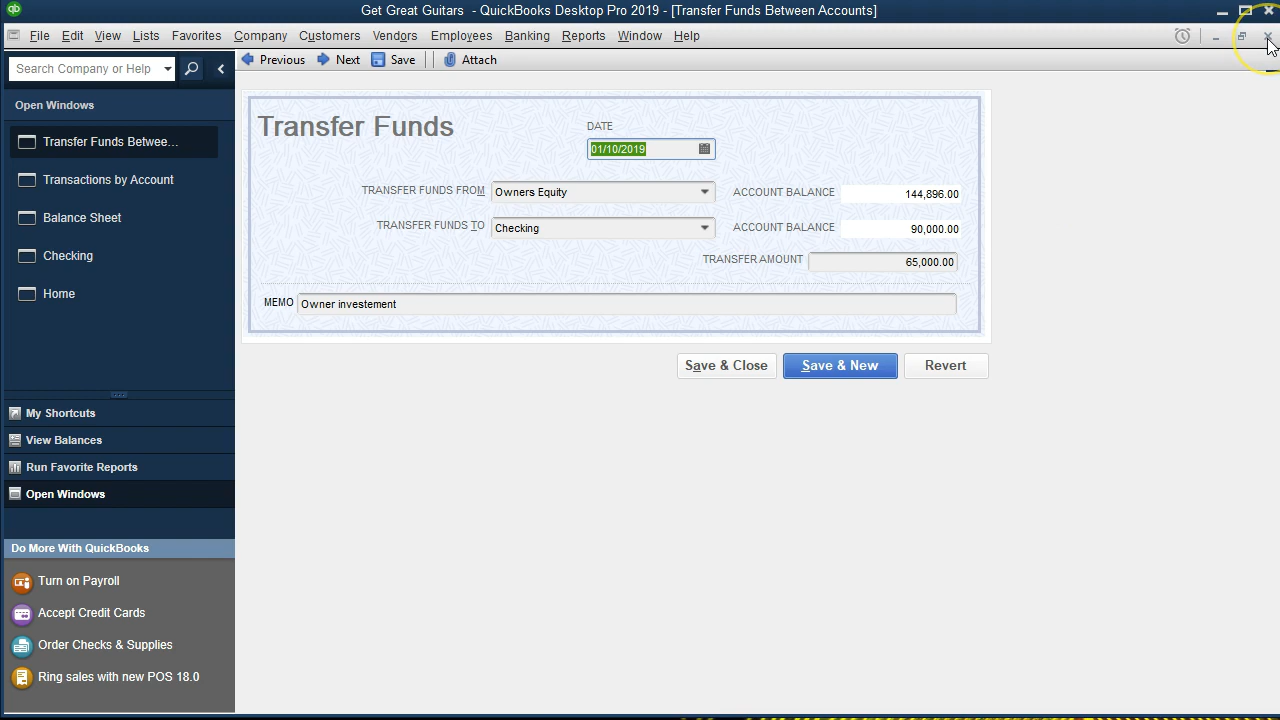 qb
Get Great Guitars - QuickBooks Desktop Pro 2019 - [Transfer Funds Between Accounts]
File Edit View Lists Favorites Company Customers Vendors Employees Banking Reports Window Help
Search Company or Help
Previous Next Save Attach
Open Windows
Transfer Funds Betwee...
Transactions by Account
Balance Sheet
Checking
Home
My Shortcuts
View Balances
Run Favorite Reports
Open Windows
Do More With QuickBooks
Turn on Payroll
Accept Credit Cards
Order Checks & Supplies
Ring sales with new POS 18.0
Transfer Funds
DATE
01/10/2019
TRANSFER FUNDS FROM Owners Equity ACCOUNT BALANCE 144,896.00
TRANSFER FUNDS TO Checking ACCOUNT BALANCE 90,000.00
TRANSFER AMOUNT 65,000.00
MEMO Owner investement
Save & Close Save & New Revert